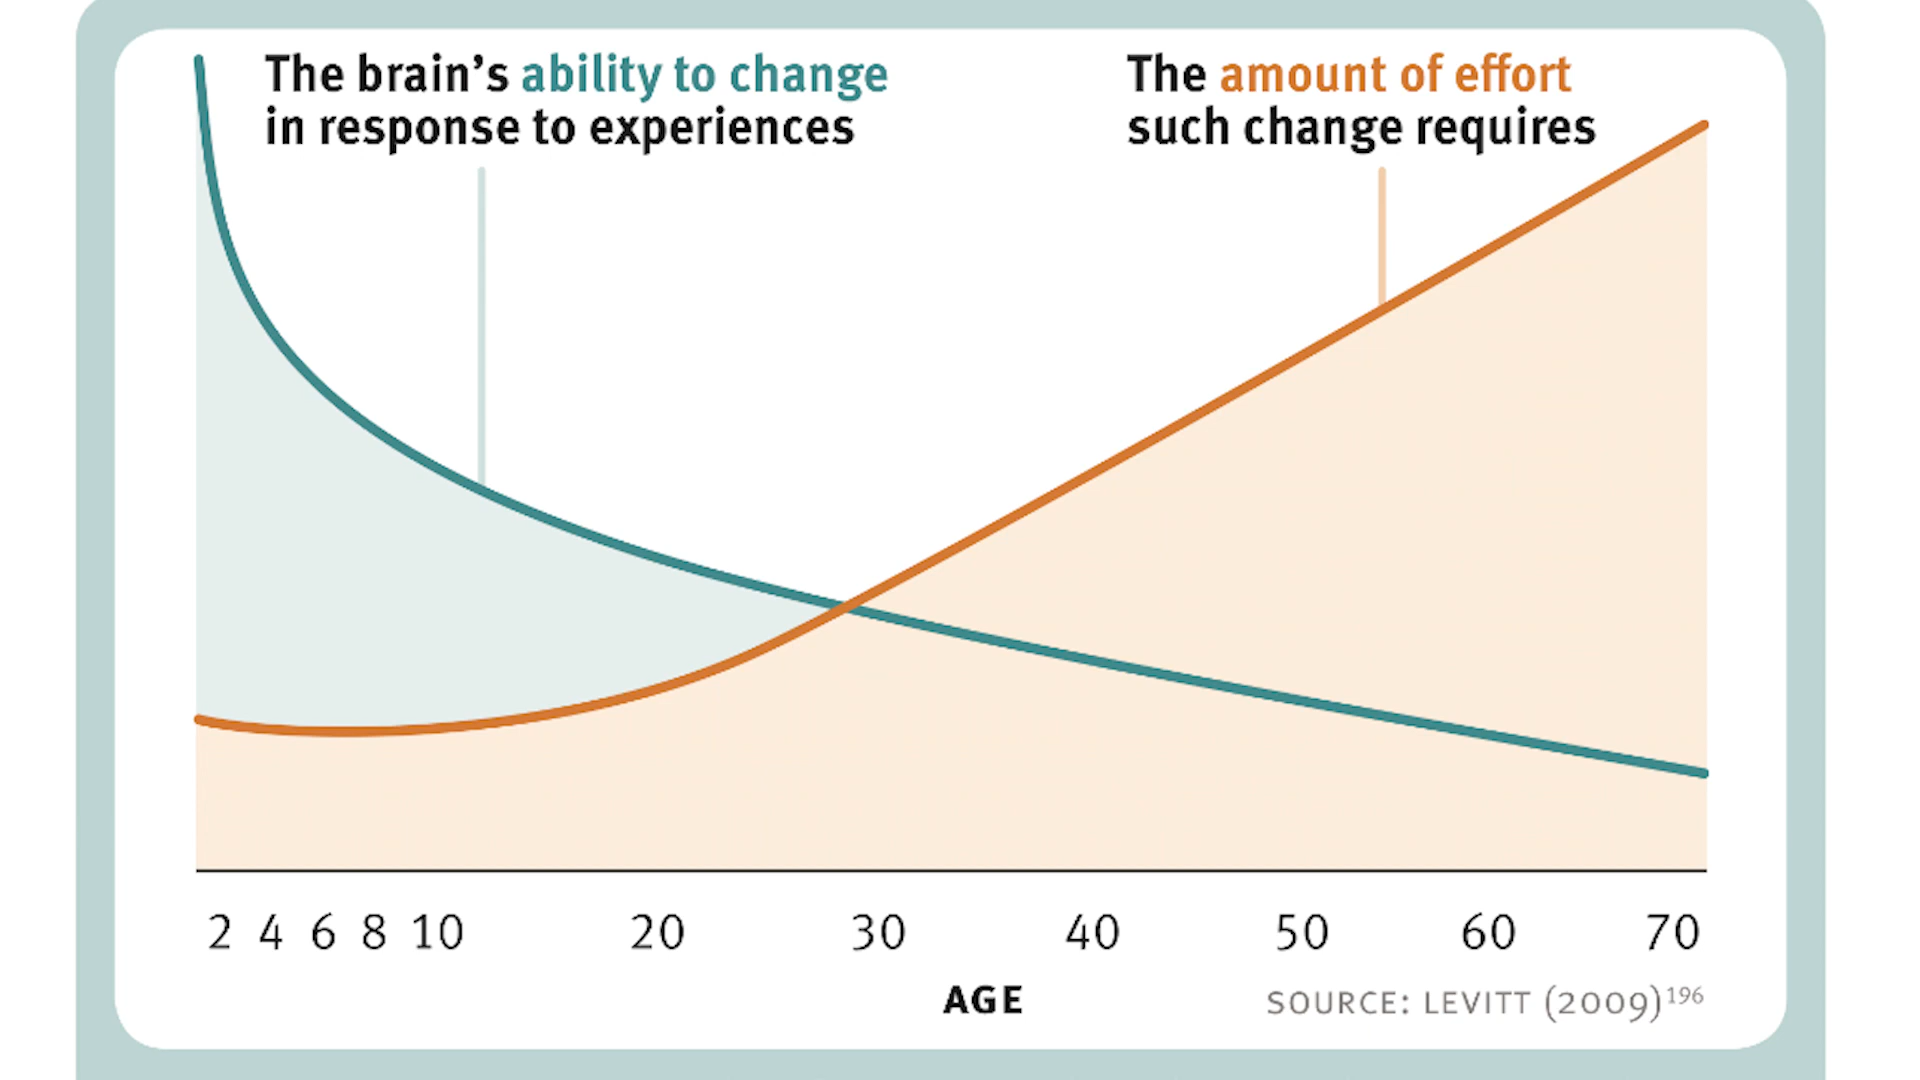 The brain's ability to change
in response to experiences
The amount of effort
such change requires
2 4 6 8 10 20 30 40 50 60 70
AGE
SOURCE: LEVITT (2009)196